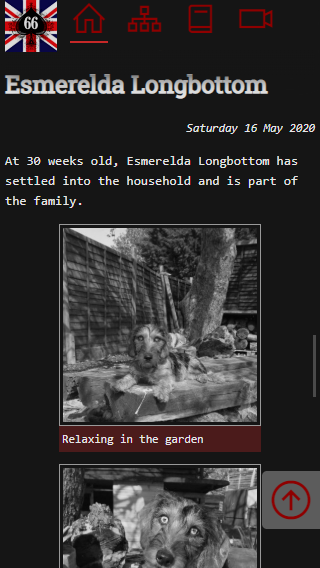 66
Esmerelda Longbottom
Saturday 16 May 2020
At 30 weeks old, Esmerelda Longbottom has
settled into the household and is part of
the family.
Relaxing in the garden